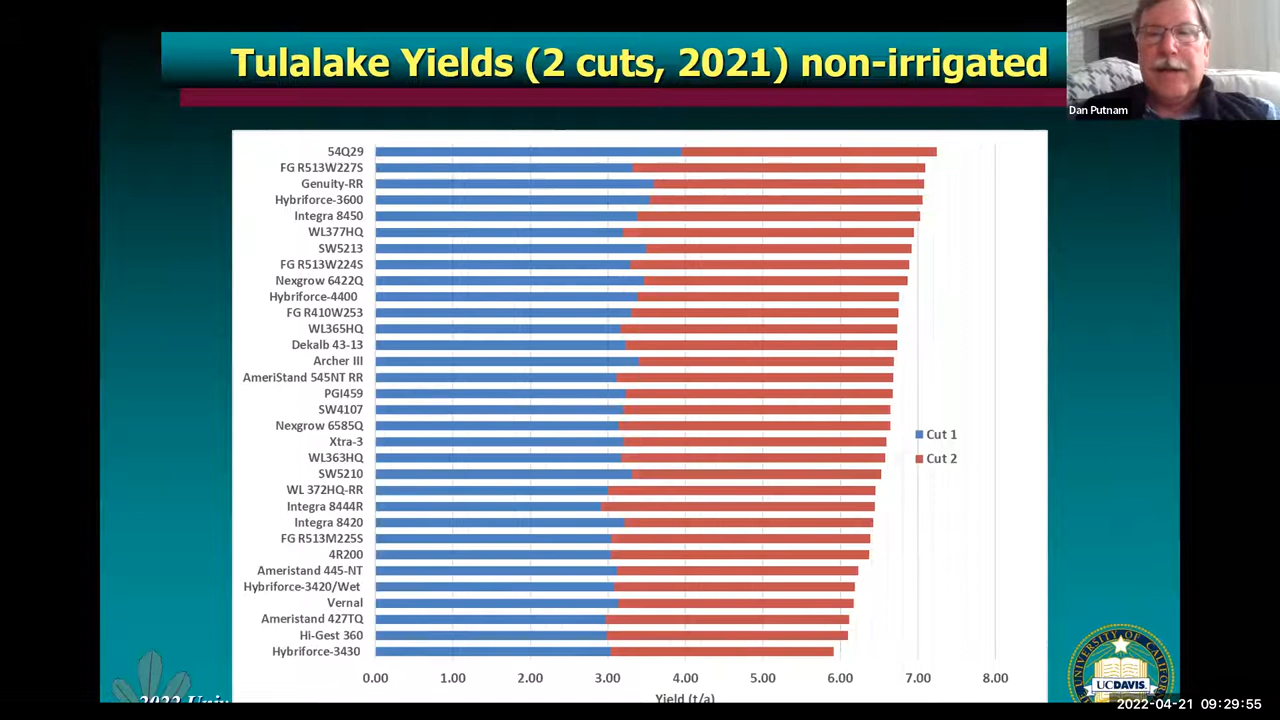 Tulalake Yields (2 cuts, 2021) non-irrigated
Dan Putnam
54Q29
FG R513W227S
Genuity-RR
Hybriforce-3600
Integra 8450
WL377HQ
SW5213
FG R513W224S
Nexgrow 6422Q
Hybriforce-4400
FG R410W253
WL365HQ
Dekalb 43-13
Archer III
AmeriStand 545NT RR
PGI459
SW4107
Nexgrow 6585Q
Xtra-3
WL363HQ
SW5210
WL 372HQ-RR
Integra 8444R
Integra 8420
FG R513M225S
4R200
Ameristand 445-NT
Hybriforce-3420/Wet
Vernal
Ameristand 427TQ
Hi-Gest 360
Hybriforce-3430
Cut 1
Cut 2
0.00 1.00 2.00 3.00 4.00 5.00 6.00 7.00 8.00
Yield (t/a)
2022
UNIVERSITY OF CALIFORNIA
UCDAVIS
2022-04-21 09:29:55